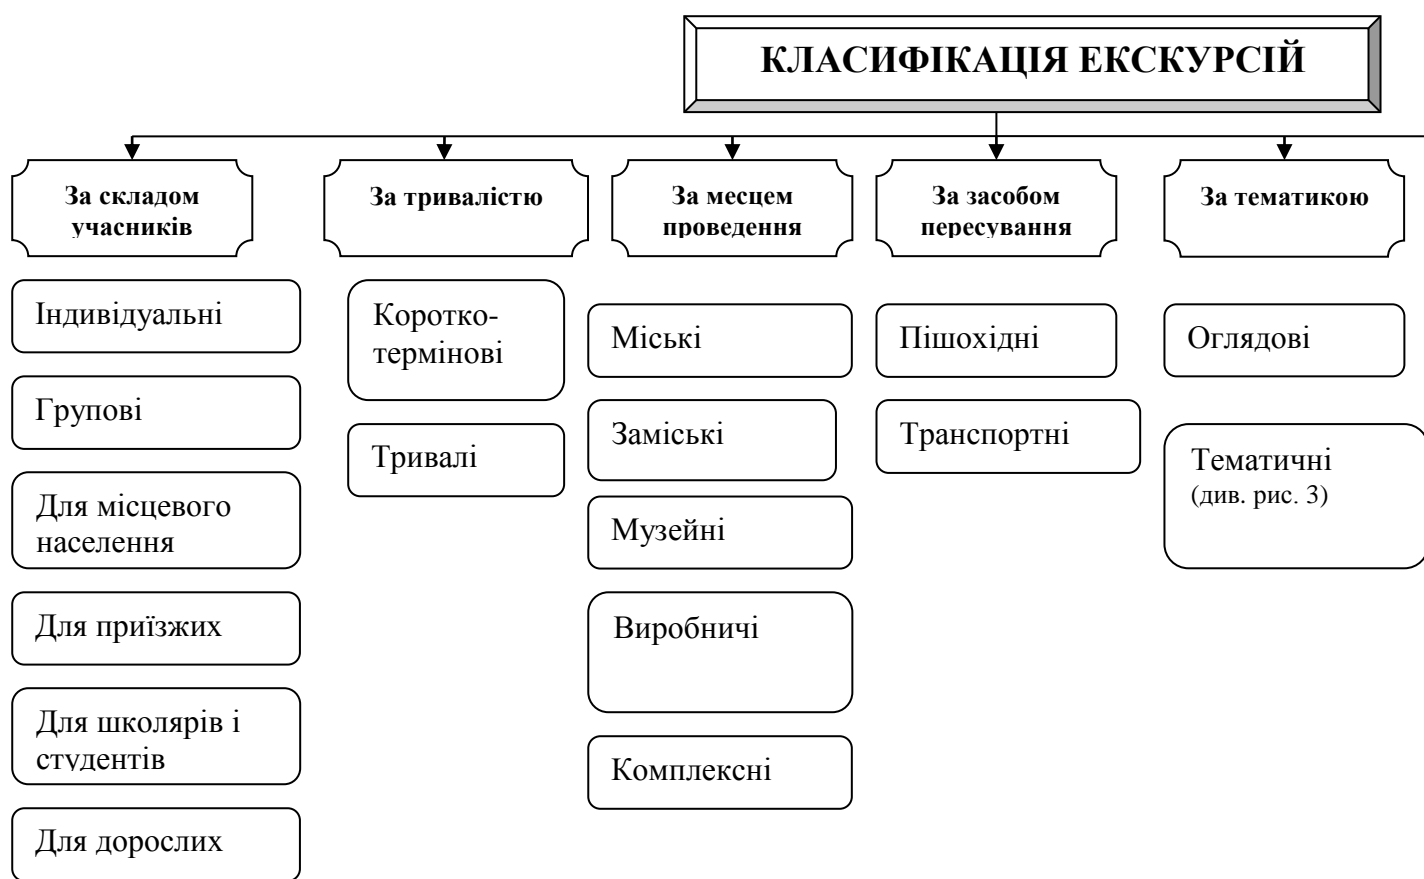 КЛАСИФІКАЦІЯ ЕКСКУРСІЙ
За складом
учасників
Індивідуальні
Групові
Для місцевого
населення
Для приїзжих
Для школярів і
студентів
Для дорослих
За тривалістю
Коротко-
термінові
Тривалі
За месцем
проведення
Міські
Заміські
Музейні
Виробничі
Комплексні
За засобом
пересування
Пішохідні
Транспортні
За тематикою
Оглядові
Тематичні
(див. рис. 3)